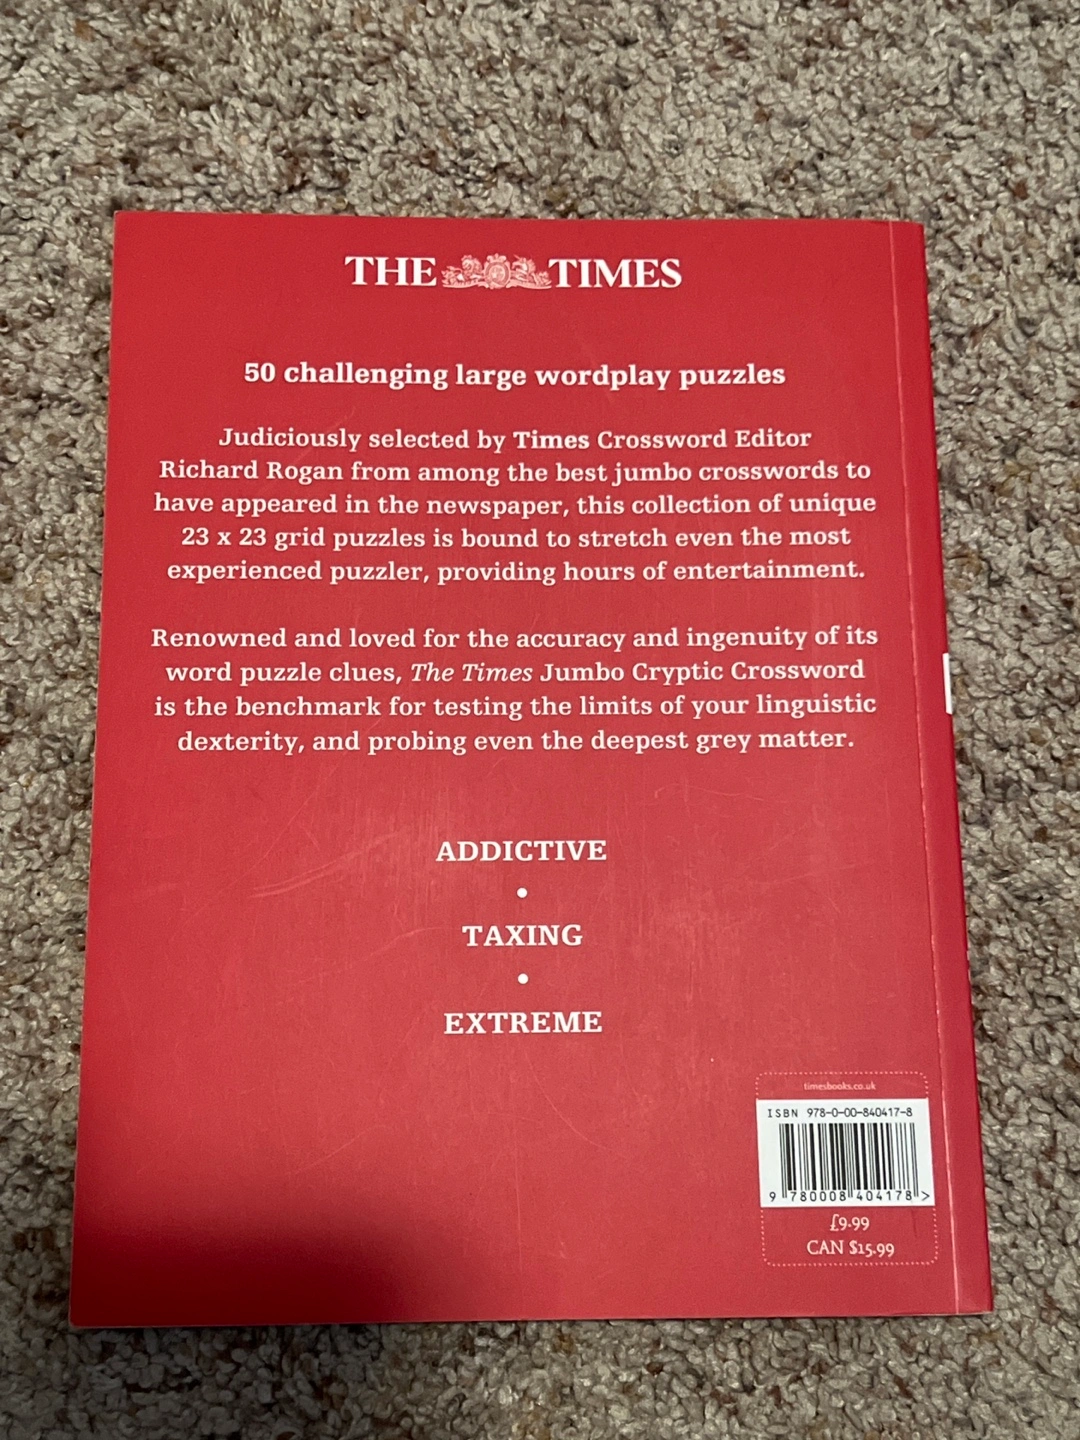 THE TIMES
50 challenging large wordplay puzzles
Judiciously selected by Times Crossword Editor
Richard Rogan from among the best jumbo crosswords to
have appeared in the newspaper, this collection of unique
23 x 23 grid puzzles is bound to stretch even the most
experienced puzzler, providing hours of entertainment.
Renowned and loved for the accuracy and ingenuity of its
word puzzle clues, The Times Jumbo Cryptic Crossword
is the benchmark for testing the limits of your linguistic
dexterity, and probing even the deepest grey matter.
ADDICTIVE
•
TAXING
•
EXTREME
timesbooks.co.uk
ISBN 978-0-00-840417-8
9 780008 404178 >
£9.99
CAN $15.99